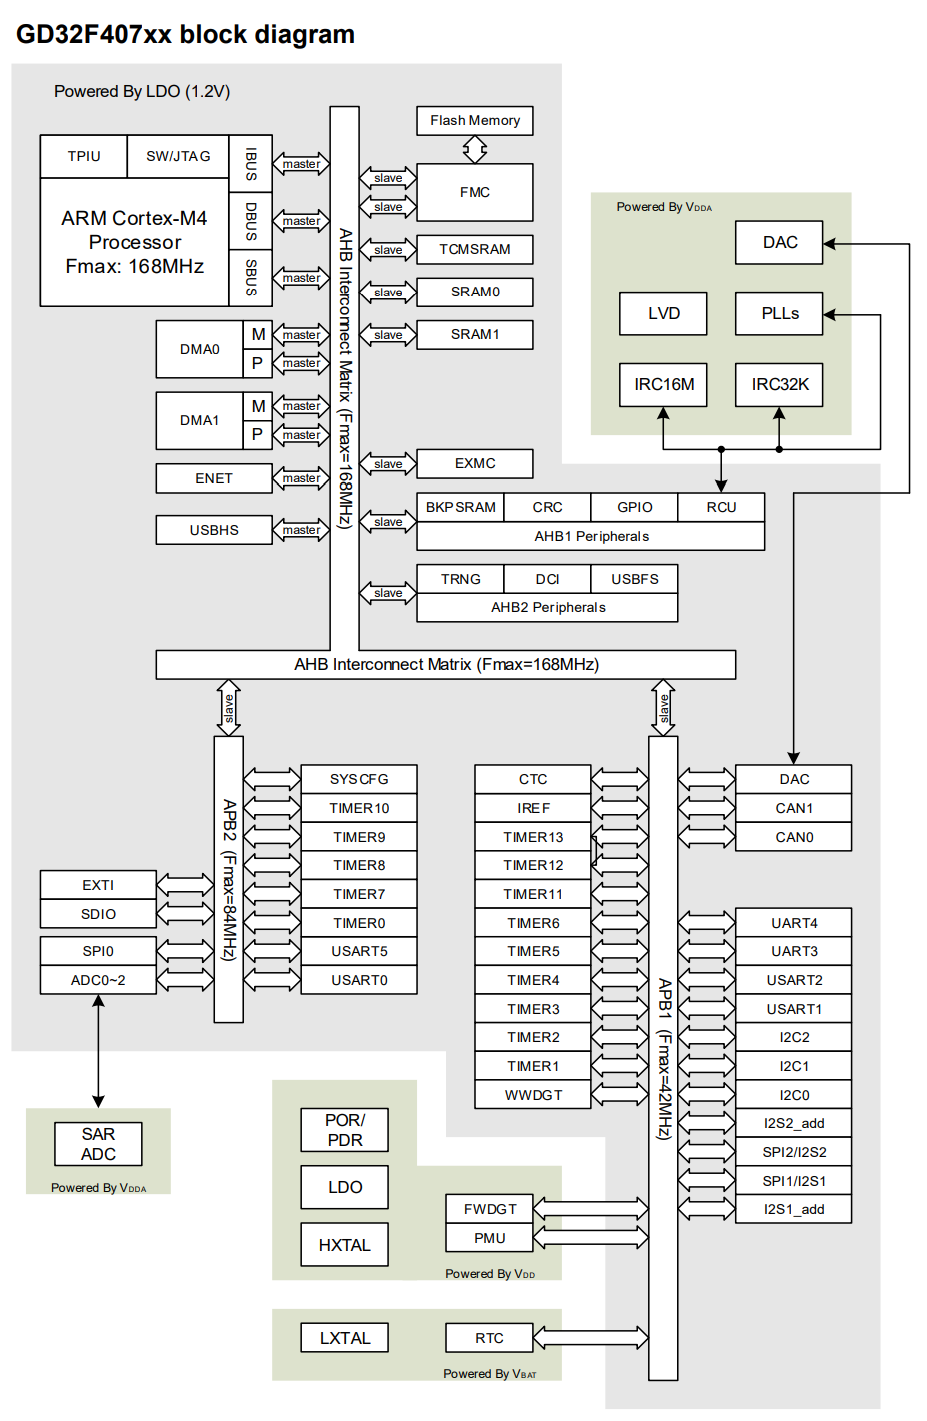 GD32F407xx block diagram
Powered By LDO (1.2V)
TPIU
SW/JTAG
IBUS
DBUS
SBUS
ARM Cortex-M4
Processor
Fmax: 168MHz
master
master
master
DMA0
M
P
master
master
DMA1
M
P
master
master
ENET
master
USBHS
master
AHB Interconnect Matrix (Fmax=168MHz)
Flash Memory
slave
slave
FMC
slave
TCMSRAM
slave
SRAM0
slave
SRAM1
slave
EXMC
slave
BKPSRAM
CRC
GPIO
RCU
AHB1 Peripherals
slave
TRNG
DCI
USBFS
AHB2 Peripherals
Powered By VDDA
DAC
LVD
PLLs
IRC16M
IRC32K
AHB Interconnect Matrix (Fmax=168MHz)
slave
slave
APB2 (Fmax=84MHz)
EXTI
SDIO
SPI0
ADC0~2
SYSCFG
TIMER10
TIMER9
TIMER8
TIMER7
TIMER0
USART5
USART0
CTC
IREF
TIMER13
TIMER12
TIMER11
TIMER6
TIMER5
TIMER4
TIMER3
TIMER2
TIMER1
WWDGT
APB1 (Fmax=42MHz)
DAC
CAN1
CAN0
UART4
UART3
USART2
USART1
I2C2
I2C1
I2C0
I2S2_add
SPI2/I2S2
SPI1/I2S1
I2S1_add
SAR
ADC
Powered By VDDA
POR/
PDR
LDO
HXTAL
FWDGT
PMU
Powered By VDD
LXTAL
RTC
Powered By VBAT